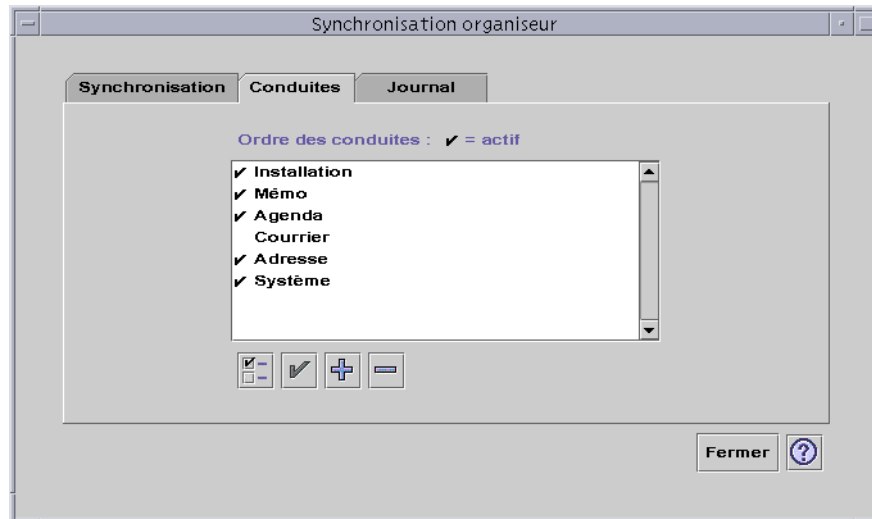 Synchronisation organiseur
Synchronisation Conduites Journal
Ordre des conduites : ✔ = actif
✔ Installation
✔ Mémo
✔ Agenda
Courrier
✔ Adresse
✔ Système
Fermer ?